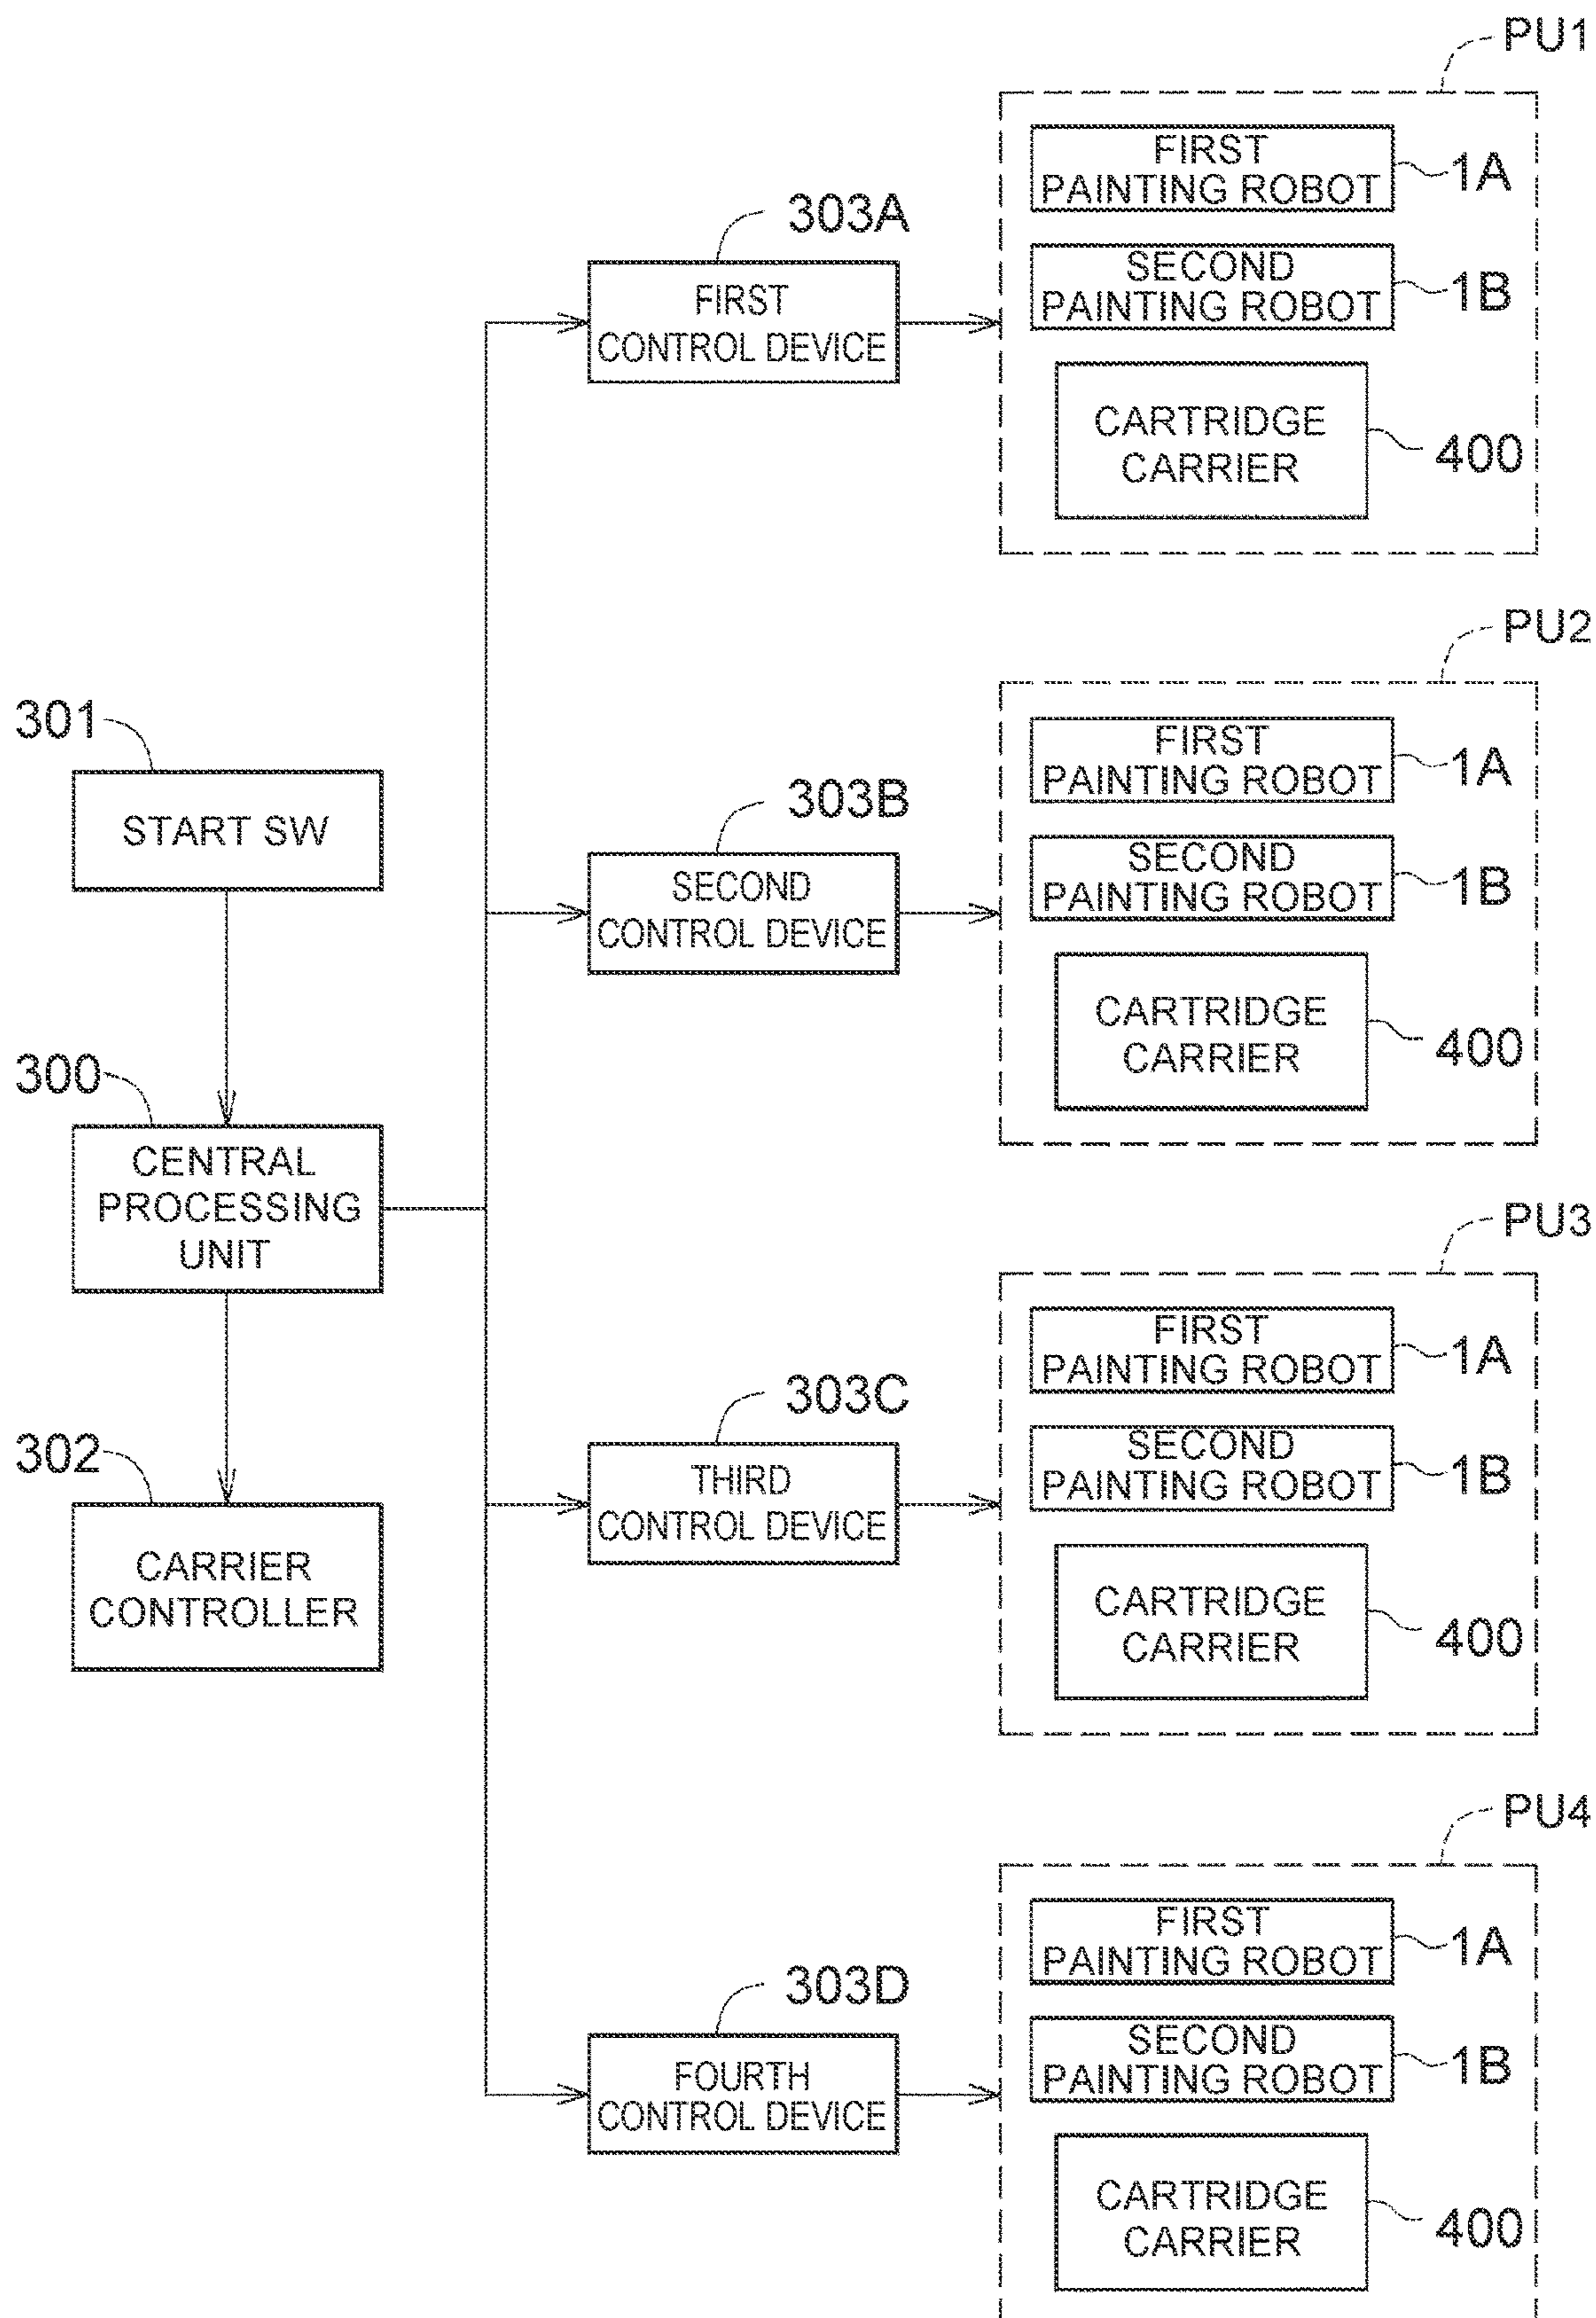 PU1
FIRST
PAINTING ROBOT
1A
303A
SECOND
PAINTING ROBOT
1B
FIRST
CONTROL DEVICE
CARTRIDGE
CARRIER
400
PU2
301
FIRST
PAINTING ROBOT
1A
303B
START SW
SECOND
PAINTING ROBOT
1B
SECOND
CONTROL DEVICE
CARTRIDGE
CARRIER
400
300
CENTRAL
PROCESSING
UNIT
PU3
FIRST
PAINTING ROBOT
1A
303C
302
SECOND
PAINTING ROBOT
1B
THIRD
CONTROL DEVICE
CARRIER
CONTROLLER
CARTRIDGE
CARRIER
400
PU4
FIRST
PAINTING ROBOT
1A
303D
SECOND
PAINTING ROBOT
1B
FOURTH
CONTROL DEVICE
CARTRIDGE
CARRIER
400